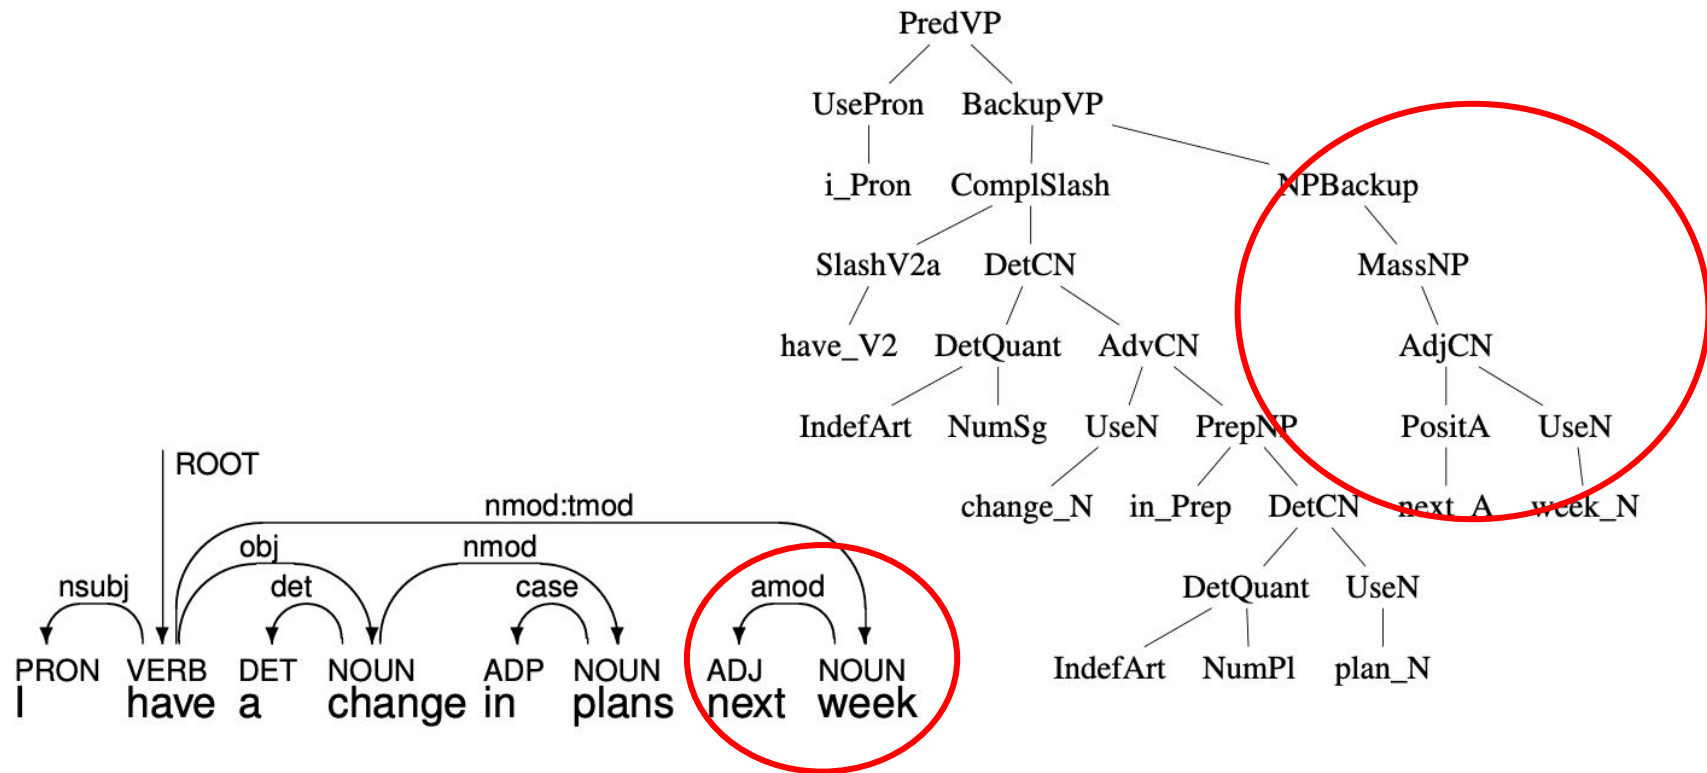 PredVP
UsePron BackupVP
i_Pron ComplSlash NPBackup
SlashV2a DetCN MassNP
have_V2 DetQuant AdvCN AdjCN
IndefArt NumSg UseN PrepNP PositA UseN
change_N in_Prep DetCN next_A week_N
DetQuant UseN
IndefArt NumPl plan_N
ROOT
nmod:tmod
obj nmod
nsubj det case amod
PRON VERB DET NOUN ADP NOUN ADJ NOUN
I have a change in plans next week